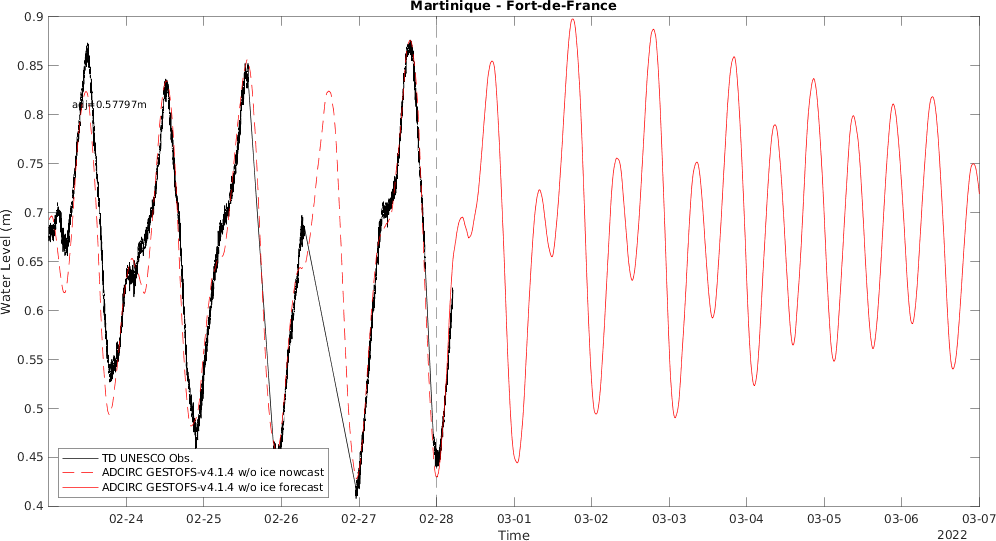 Martinique - Fort-de-France
0.9
0.85
0.8
0.75
0.7
0.65
0.6
0.55
0.5
0.45
0.4
Water Level (m)
adj=0.57797m
TD UNESCO Obs.
ADCIRC GESTOFS-v4.1.4 w/o ice nowcast
ADCIRC GESTOFS-v4.1.4 w/o ice forecast
02-24 02-25 02-26 02-27 02-28 03-01 03-02 03-03 03-04 03-05 03-06 03-07
Time
2022